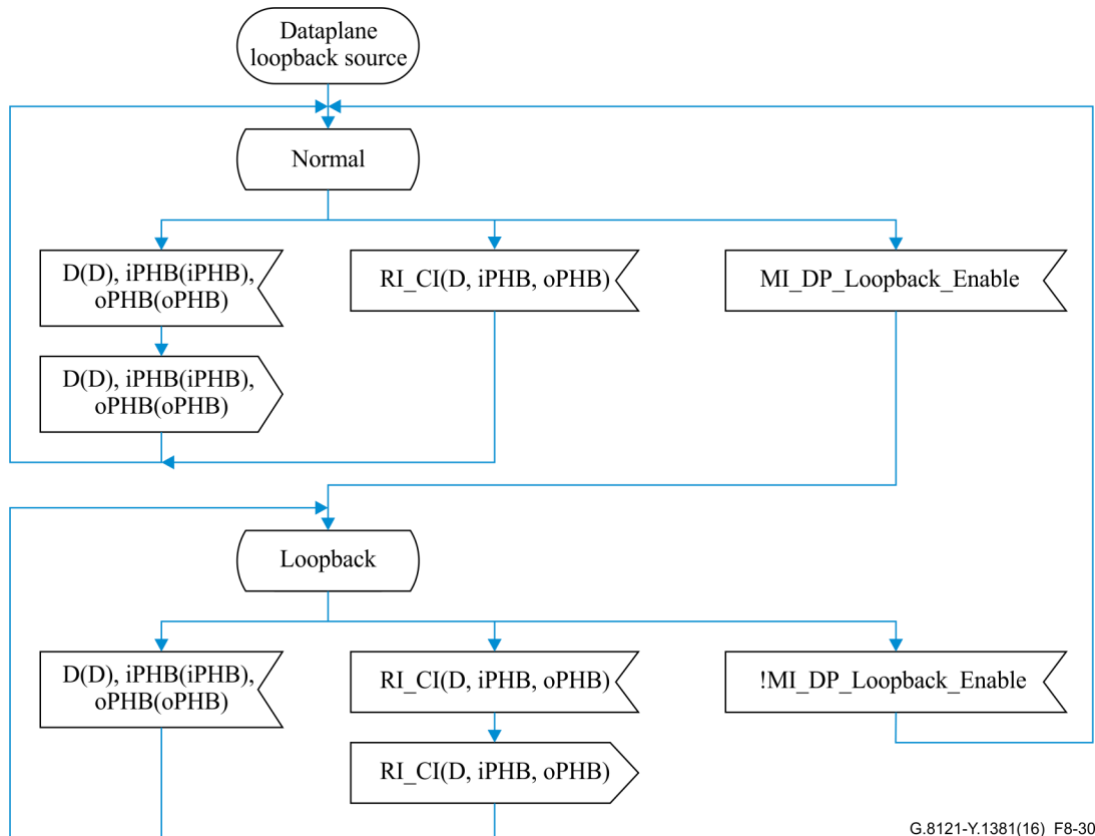 Dataplane
loopback source
Normal
D(D), iPHB(iPHB),
oPHB(oPHB)
RI_CI(D, iPHB, oPHB)
MI_DP_Loopback_Enable
D(D), iPHB(iPHB),
oPHB(oPHB)
Loopback
D(D), iPHB(iPHB),
oPHB(oPHB)
RI_CI(D, iPHB, oPHB)
!MI_DP_Loopback_Enable
RI_CI(D, iPHB, oPHB)
G.8121-Y.1381(16)_F8-30